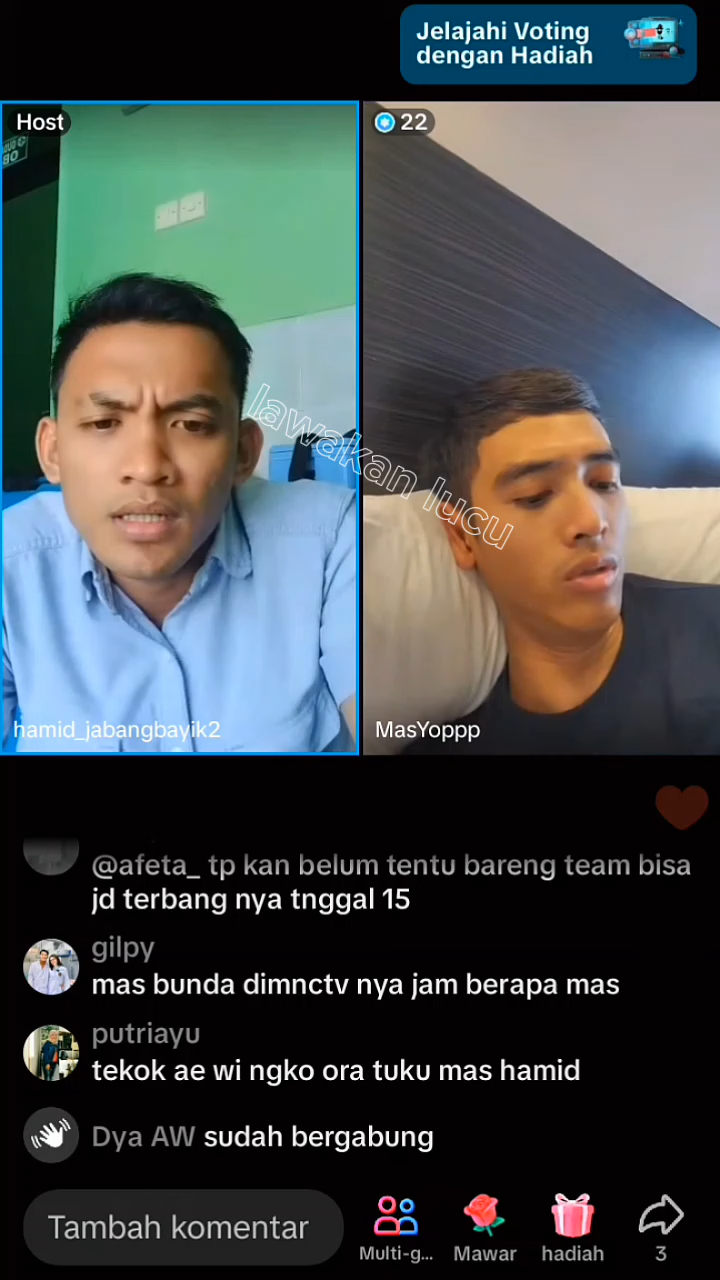 Jelajahi Voting
dengan Hadiah
Host
22
lawakan lucu
hamid_jabangbayik2
MasYoppp
@afeta_ tp kan belum tentu bareng team bisa
jd terbang nya tnggal 15
gilpy
mas bunda dimnctv nya jam berapa mas
putriayu
tekok ae wi ngko ora tuku mas hamid
Dya AW sudah bergabung
Tambah komentar
Multi-g...
Mawar
hadiah
3